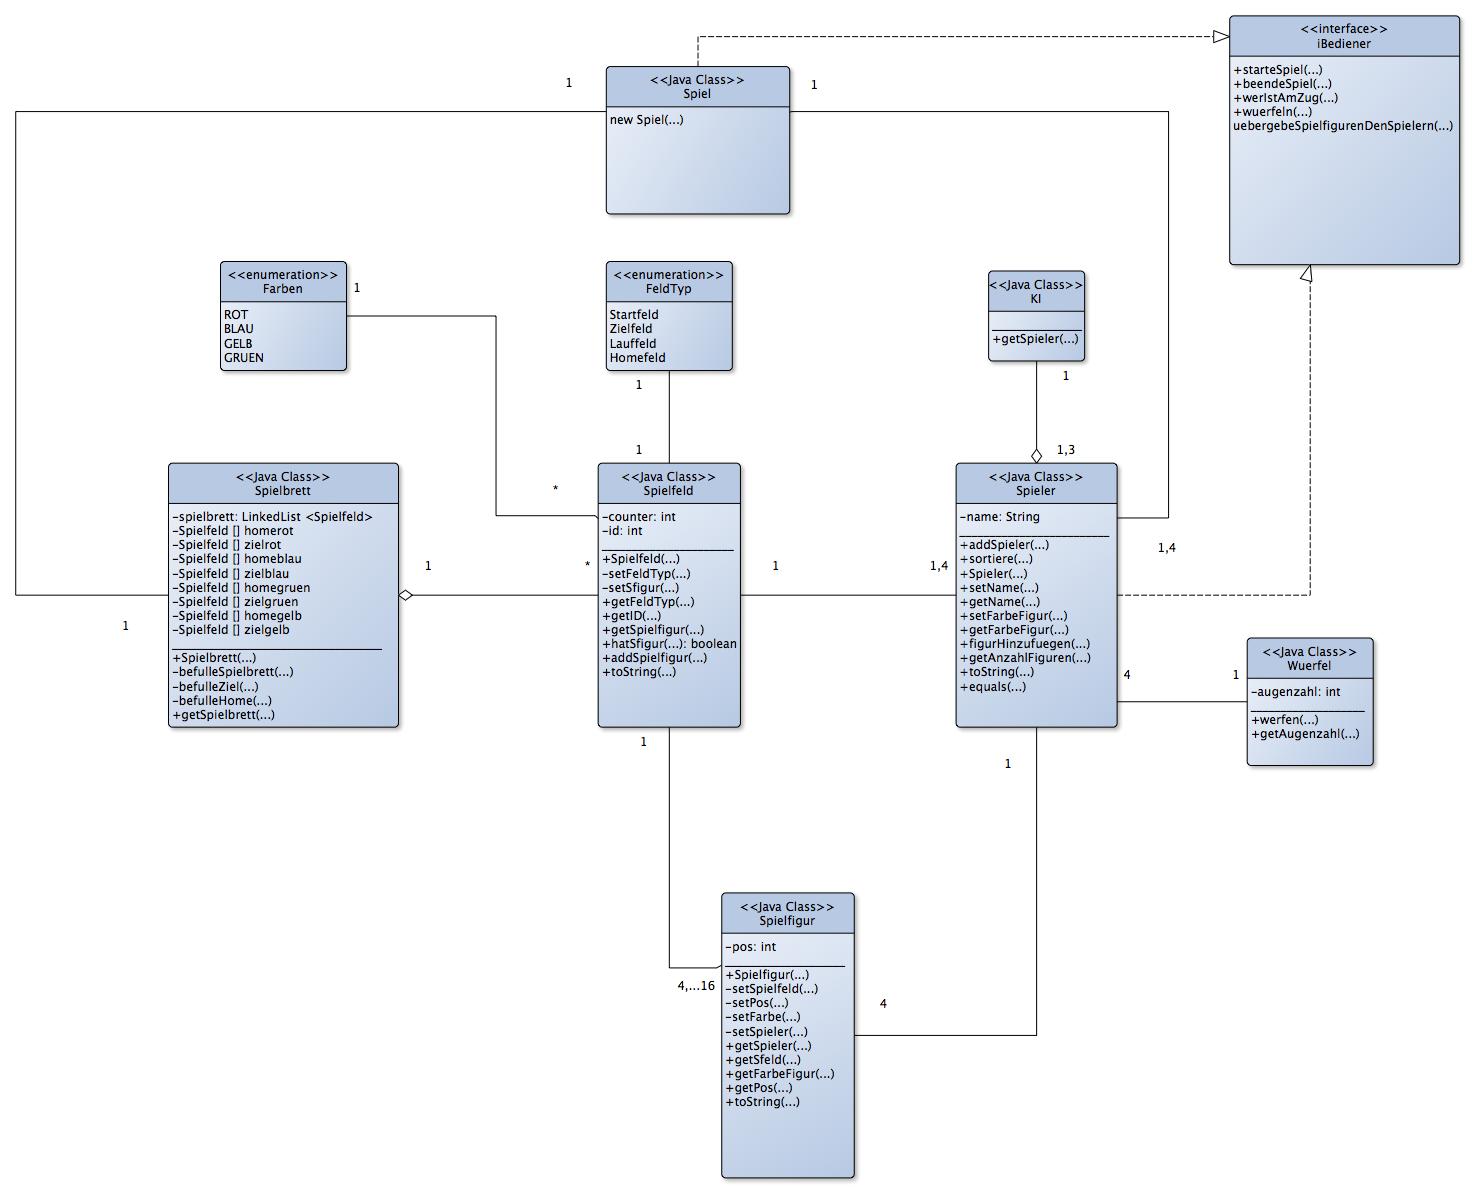 <<interface>>
iBediener
+starteSpiel(...)
+beendeSpiel(...)
+werIstAmZug(...)
+wuerfeln(...)
uebergebeSpielfigurenDenSpielern(...)
1
<<Java Class>>
Spiel
new Spiel(...)
1
<<enumeration>>
Farben
ROT
BLAU
GELB
GRUEN
1
<<enumeration>>
FeldTyp
Startfeld
Zielfeld
Lauffeld
Homefeld
1
1
<<Java Class>>
KI
+getSpieler(...)
1
1,3
*
<<Java Class>>
Spielbrett
-spielbrett: LinkedList <Spielfeld>
-Spielfeld [] homerot
-Spielfeld [] zielrot
-Spielfeld [] homeblau
-Spielfeld [] zielblau
-Spielfeld [] homegruen
-Spielfeld [] zielgruen
-Spielfeld [] homegelb
-Spielfeld [] zielgelb
+Spielbrett(...)
-befulleSpielbrett(...)
-befulleZiel(...)
-befulleHome(...)
+getSpielbrett(...)
1
1
*
<<Java Class>>
Spielfeld
-counter: int
-id: int
+Spielfeld(...)
-setFeldTyp(...)
-setSfigur(...)
+getFeldTyp(...)
+getID(...)
+getSpielfigur(...)
+hatSfigur(...): boolean
+addSpielfigur(...)
+toString(...)
1
1,4
<<Java Class>>
Spieler
-name: String
+addSpieler(...)
+sortiere(...)
+Spieler(...)
+setName(...)
+getName(...)
+setFarbeFigur(...)
+getFarbeFigur(...)
+figurHinzufuegen(...)
+getAnzahlFiguren(...)
+toString(...)
+equals(...)
1,4
4
1
<<Java Class>>
Wuerfel
-augenzahl: int
+werfen(...)
+getAugenzahl(...)
1
1
4,...16
4
<<Java Class>>
Spielfigur
-pos: int
+Spielfigur(...)
-setSpielfeld(...)
-setPos(...)
-setFarbe(...)
-setSpieler(...)
+getSpieler(...)
+getSfeld(...)
+getFarbeFigur(...)
+getPos(...)
+toString(...)